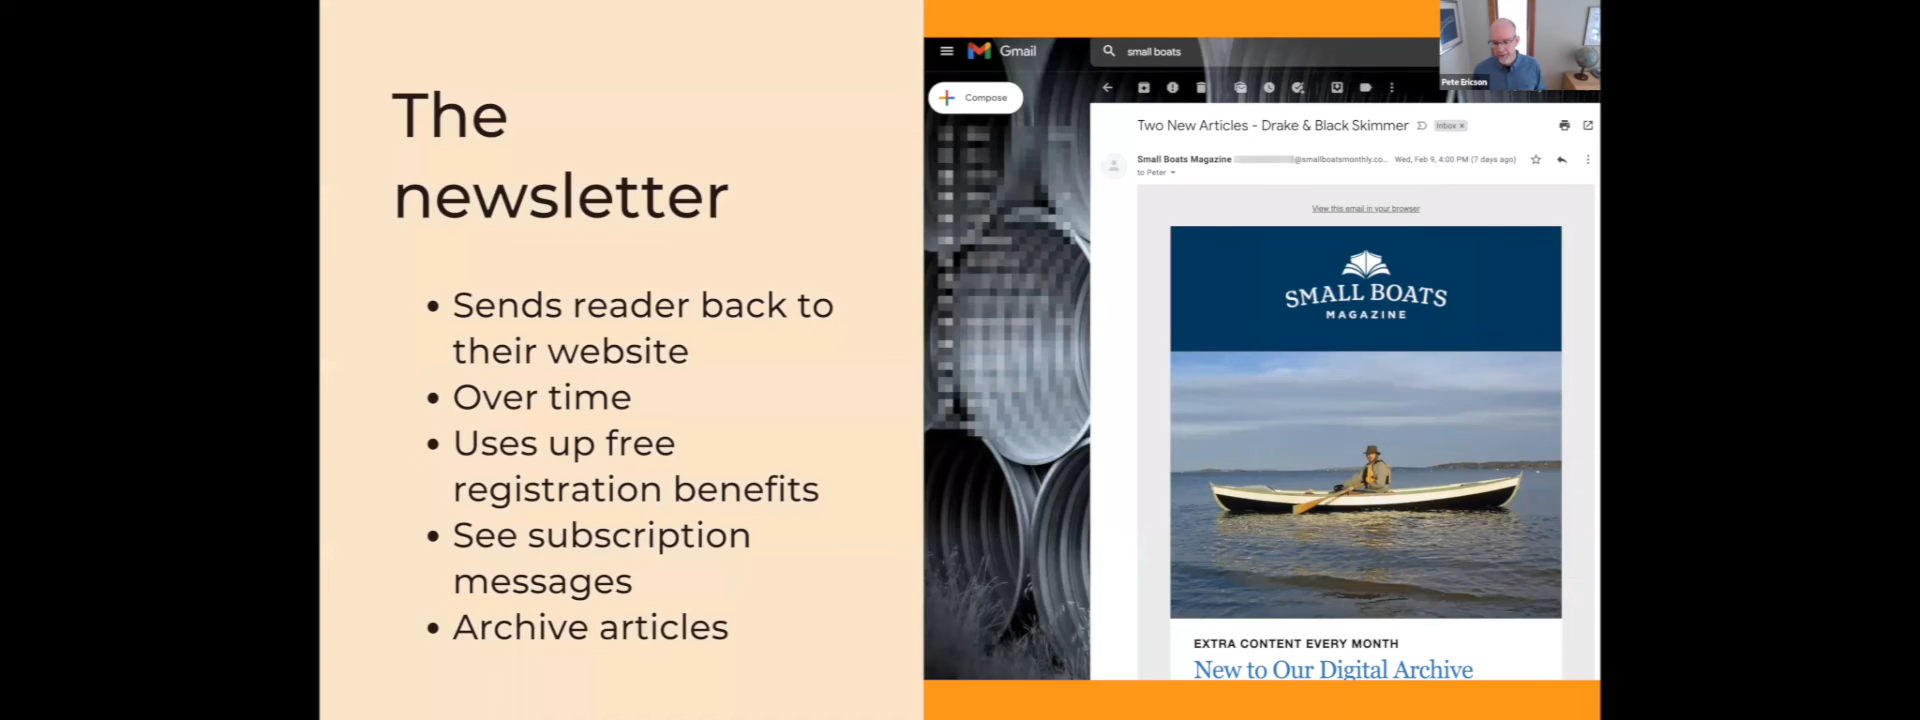 The
newsletter
• Sends reader back to
their website
• Over time
• Uses up free
registration benefits
• See subscription
messages
• Archive articles
Gmail
small boats
Pete Ericson
Compose
Two New Articles - Drake & Black Skimmer
Inbox ×
Small Boats Magazine @smallboatsmonthly.co... Wed, Feb 9, 4:00 PM (7 days ago)
to Peter
View this email in your browser
SMALL BOATS
MAGAZINE
EXTRA CONTENT EVERY MONTH
New to Our Digital Archive